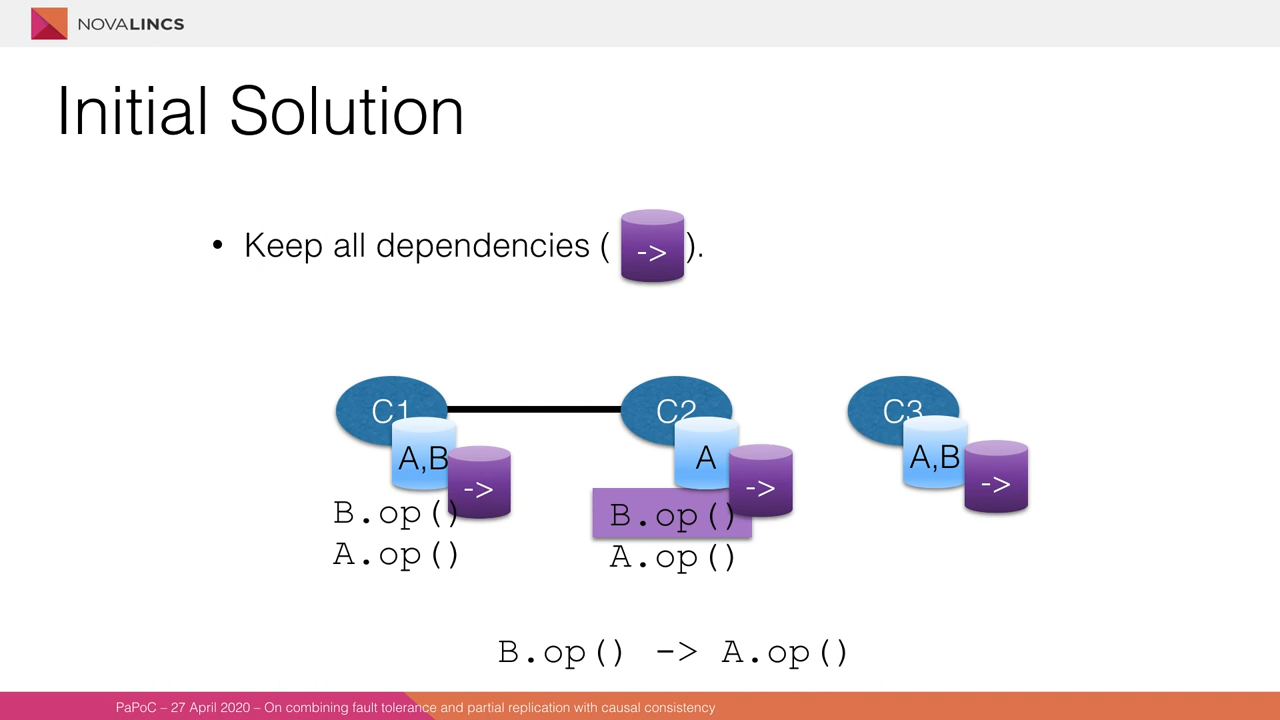 NOVALINCS
Initial Solution
• Keep all dependencies ( -> ).
C1 C2 C3
A,B A A,B
-> -> ->
B.op() B.op()
A.op() A.op()
B.op() -> A.op()
PaPoC – 27 April 2020 – On combining fault tolerance and partial replication with causal consistency